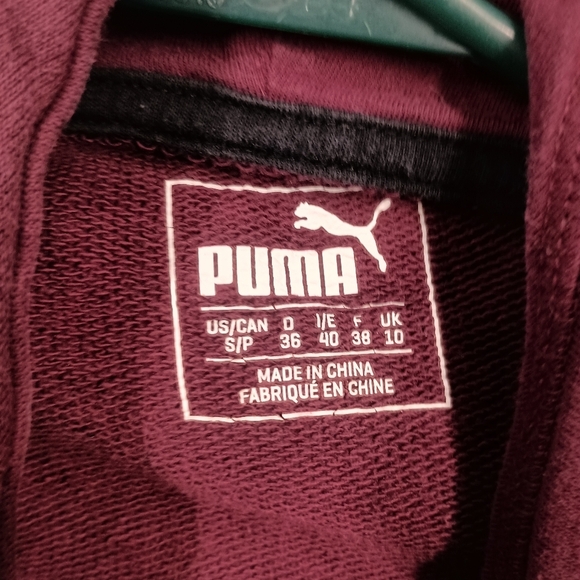 PUMA
US/CAN D I/E F UK
S/P 36 40 38 10
MADE IN CHINA
FABRIQUÉ EN CHINE